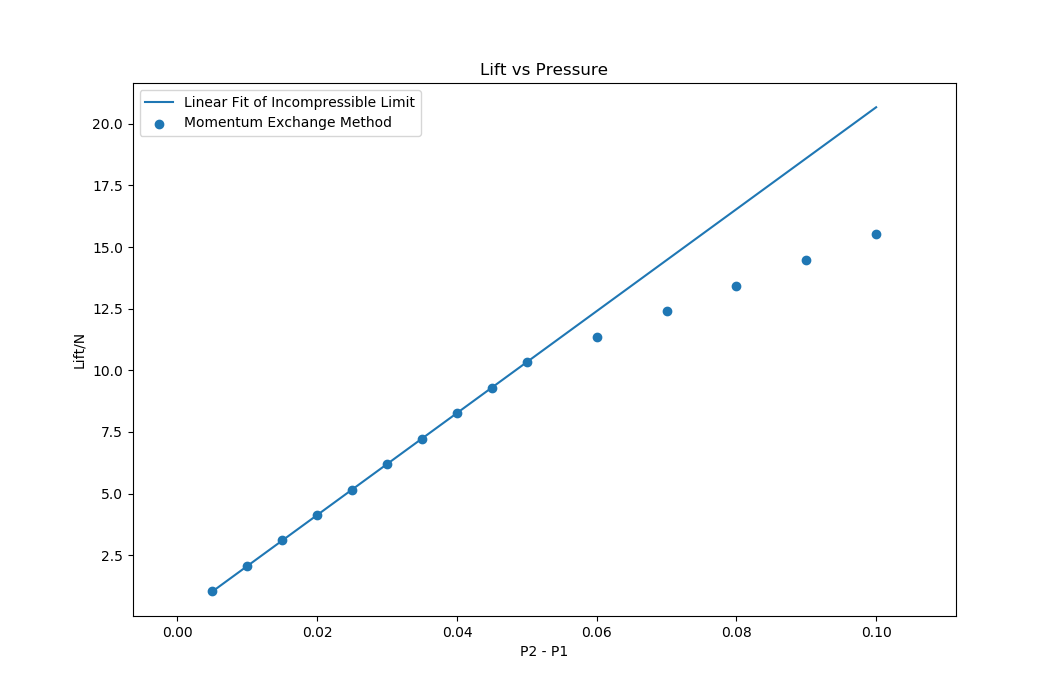 Lift vs Pressure
Linear Fit of Incompressible Limit
Momentum Exchange Method
20.0
17.5
15.0
12.5
10.0
7.5
5.0
2.5
Lift/N
0.00 0.02 0.04 0.06 0.08 0.10
P2 - P1